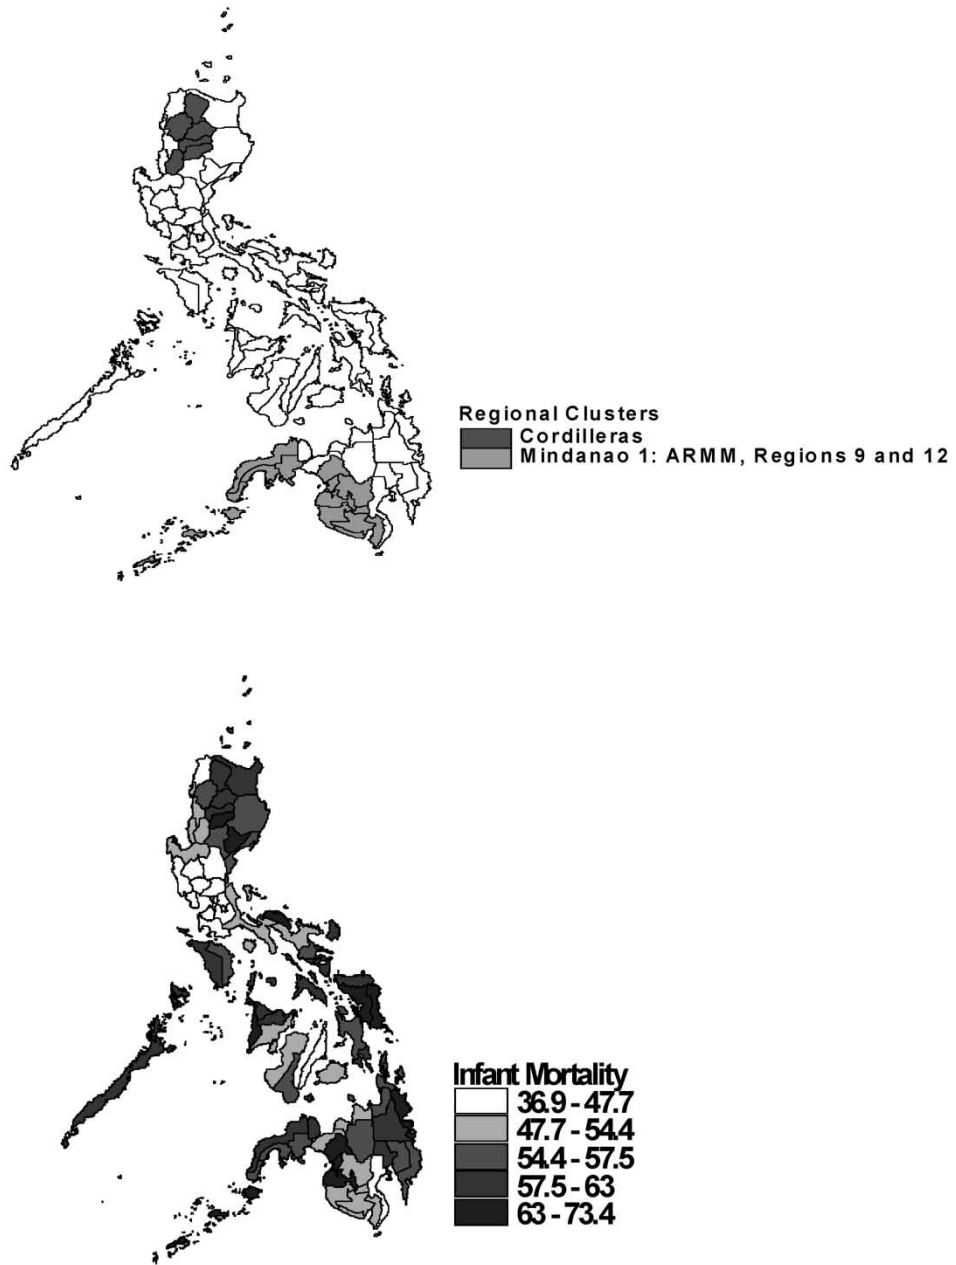 Regional Clusters
Cordilleras
Mindanao 1: ARMM, Regions 9 and 12
Infant Mortality
36.9 - 47.7
47.7 - 54.4
54.4 - 57.5
57.5 - 63
63 - 73.4